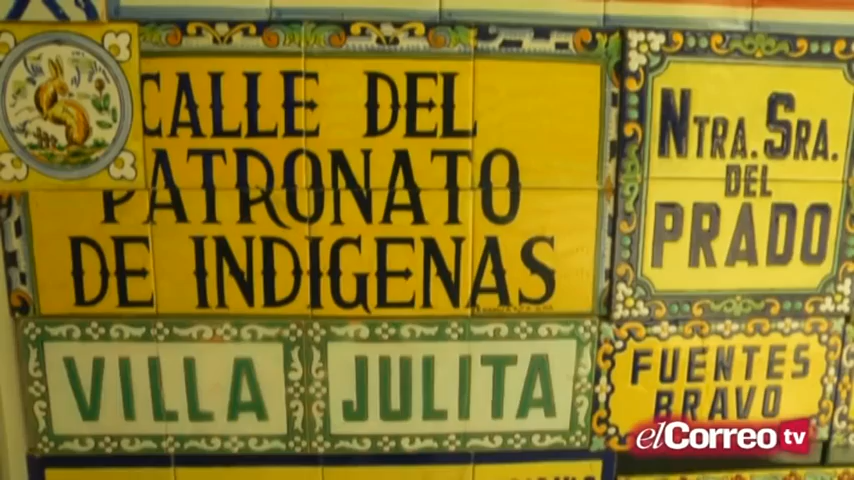 CALLE DEL
PATRONATO
DE INDIGENAS
NTRA. SRA.
DEL
PRADO
VILLA JULITA
FUENTES
BRAVO
elCorreo tv